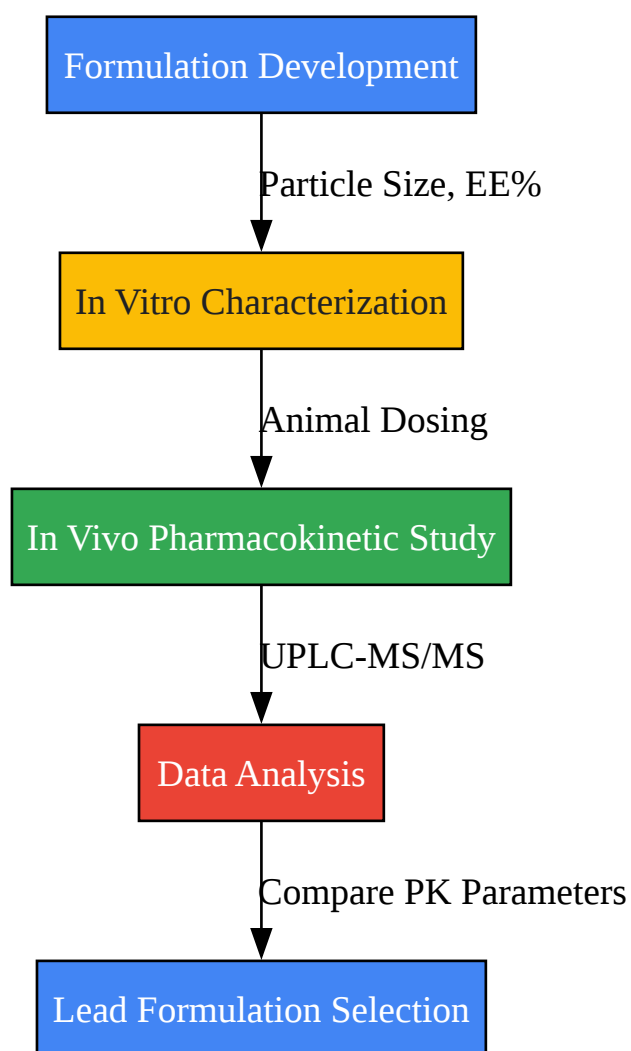 Formulation Development
Particle Size, EE%
In Vitro Characterization
Animal Dosing
In Vivo Pharmacokinetic Study
UPLC-MS/MS
Data Analysis
Compare PK Parameters
Lead Formulation Selection